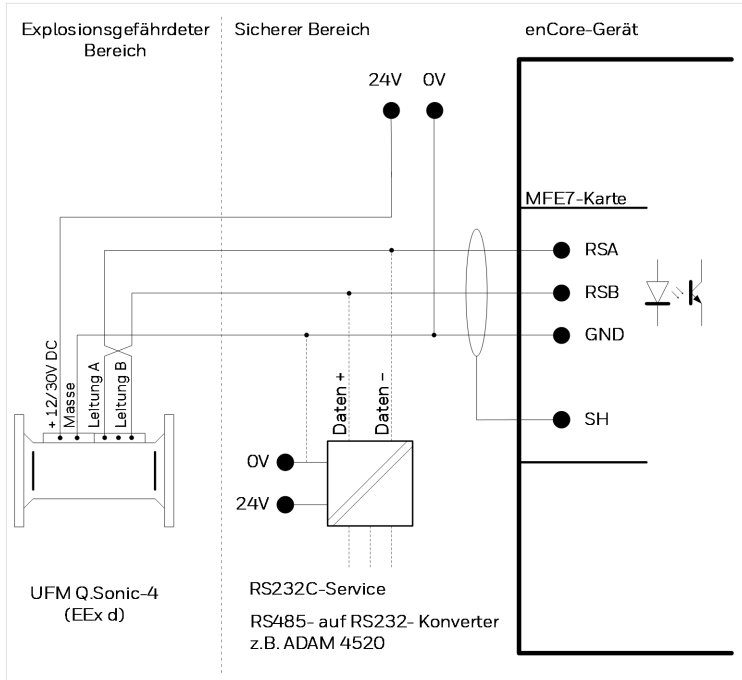 Explosionsgefährdeter
Bereich
Sicherer Bereich
enCore-Gerät
24V
0V
MFE7-Karte
RSA
RSB
GND
SH
+ 12/30V DC
Masse
Leitung A
Leitung B
Daten +
Daten -
0V
24V
UFM Q.Sonic-4
(EEx d)
RS232C-Service
RS485- auf RS232- Konverter
z.B. ADAM 4520